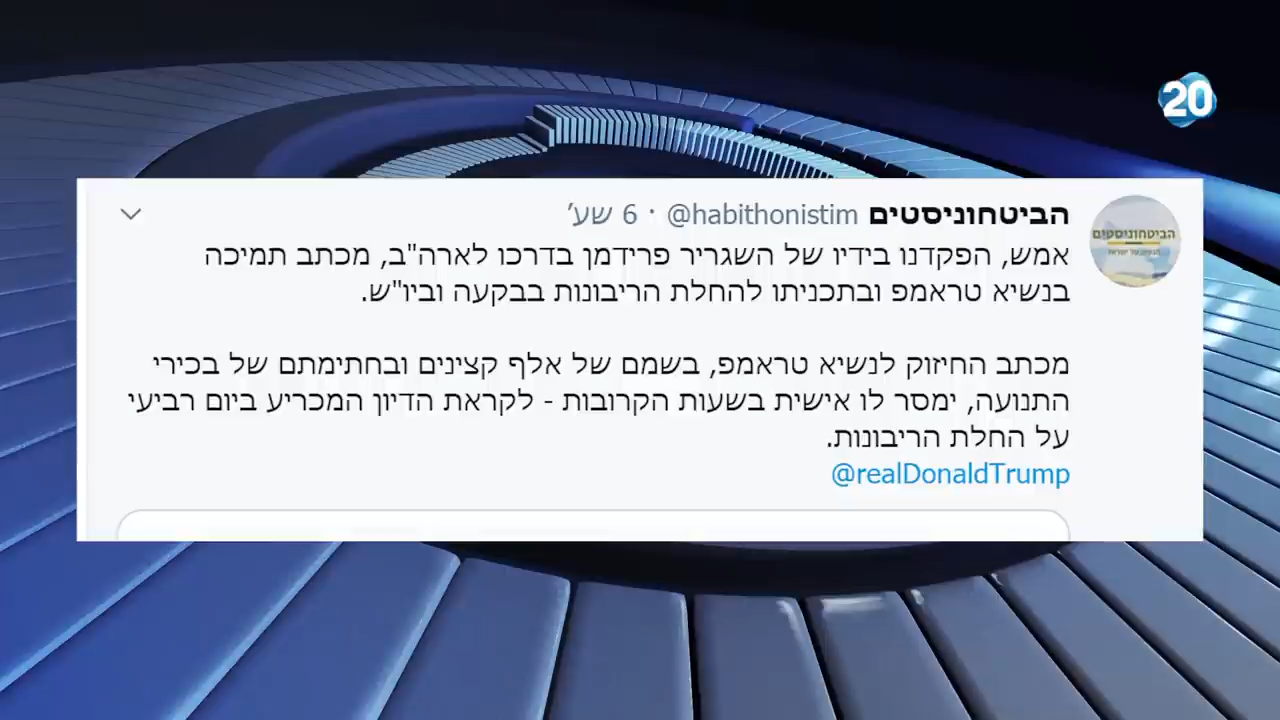 20
הביטחוניסטים @habithonistim · 6 שע'
אמש, הפקדנו בידיו של השגריר פרידמן בדרכו לארה"ב, מכתב תמיכה
בנשיא טראמפ ובתכניתו להחלת הריבונות בבקעה וביו"ש.
מכתב החיזוק לנשיא טראמפ, בשמם של אלף קצינים ובחתימתם של בכירי
התנועה, ימסר לו אישית בשעות הקרובות - לקראת הדיון המכריע ביום רביעי
על החלת הריבונות.
@realDonaldTrump
הביטחוניסטים